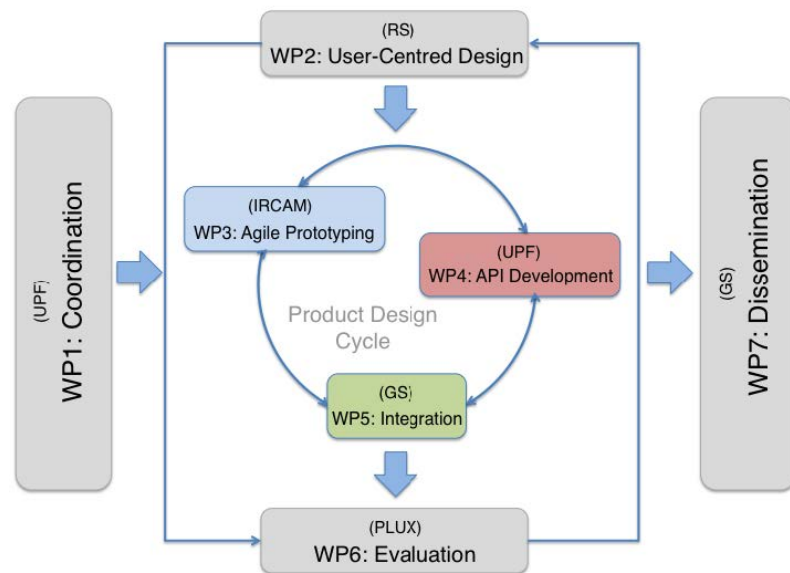 (RS)
WP2: User-Centred Design
(UPF)
WP1: Coordination
(IRCAM)
WP3: Agile Prototyping
(UPF)
WP4: API Development
Product Design
Cycle
(GS)
WP5: Integration
(PLUX)
WP6: Evaluation
(GS)
WP7: Dissemination